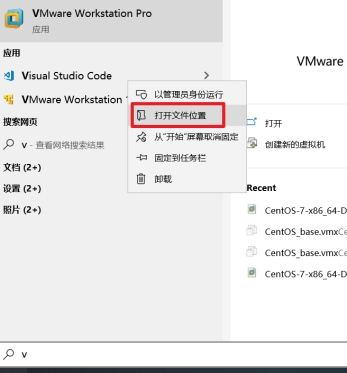 VMware Workstation Pro
应用
应用
Visual Studio Code
VMware Workstation
搜索网页
v - 查看网络搜索结果
文档 (2+)
设置 (2+)
照片 (2+)
以管理员身份运行
打开文件位置
从"开始"屏幕取消固定
固定到任务栏
卸载
VMware
打开
创建新的虚拟机
Recent
CentOS-7-x86_64-D
CentOS_base.vmxCe
CentOS_base.vmxCe
CentOS-7-x86_64-D
v